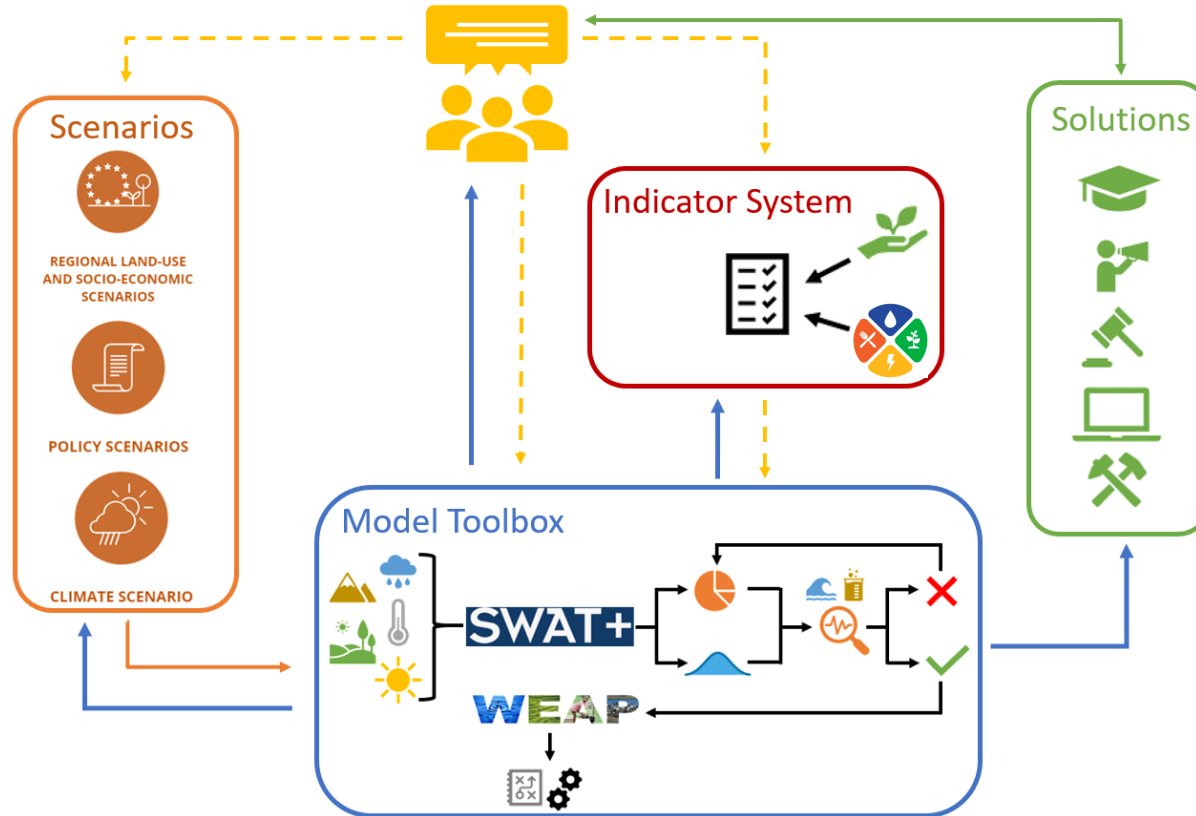 Scenarios
REGIONAL LAND-USE
AND SOCIO-ECONOMIC
SCENARIOS
POLICY SCENARIOS
CLIMATE SCENARIO
Indicator System
Solutions
Model Toolbox
SWAT+
WEAP